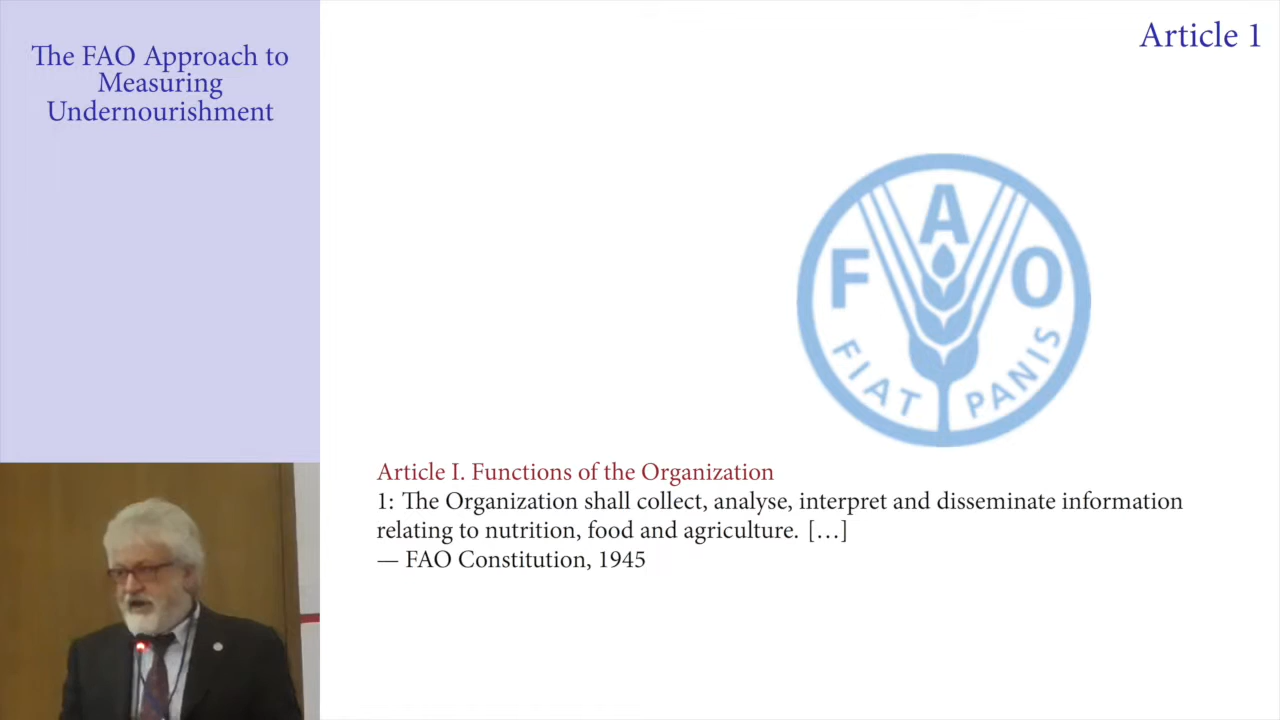 The FAO Approach to
Measuring
Undernourishment
Article 1
F A O
FIAT PANIS
Article I. Functions of the Organization
1: The Organization shall collect, analyse, interpret and disseminate information
relating to nutrition, food and agriculture. […]
— FAO Constitution, 1945